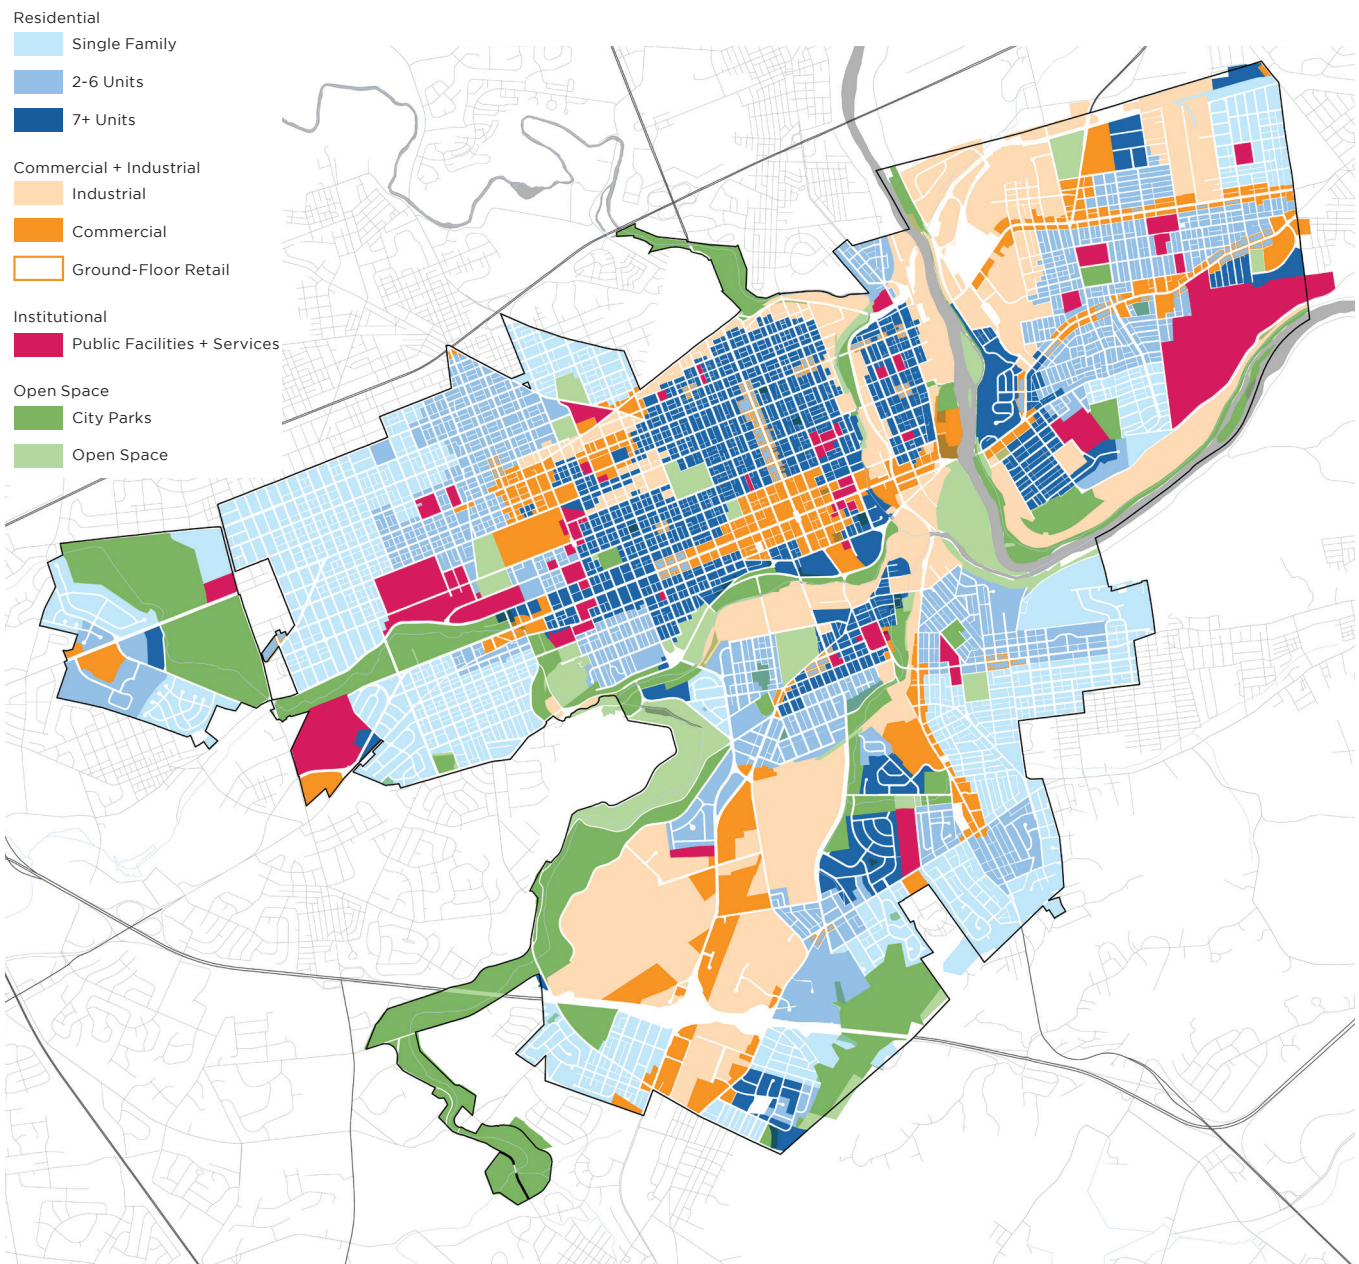 Residential
Single Family
2-6 Units
7+ Units
Commercial + Industrial
Industrial
Commercial
Ground-Floor Retail
Institutional
Public Facilities + Services
Open Space
City Parks
Open Space